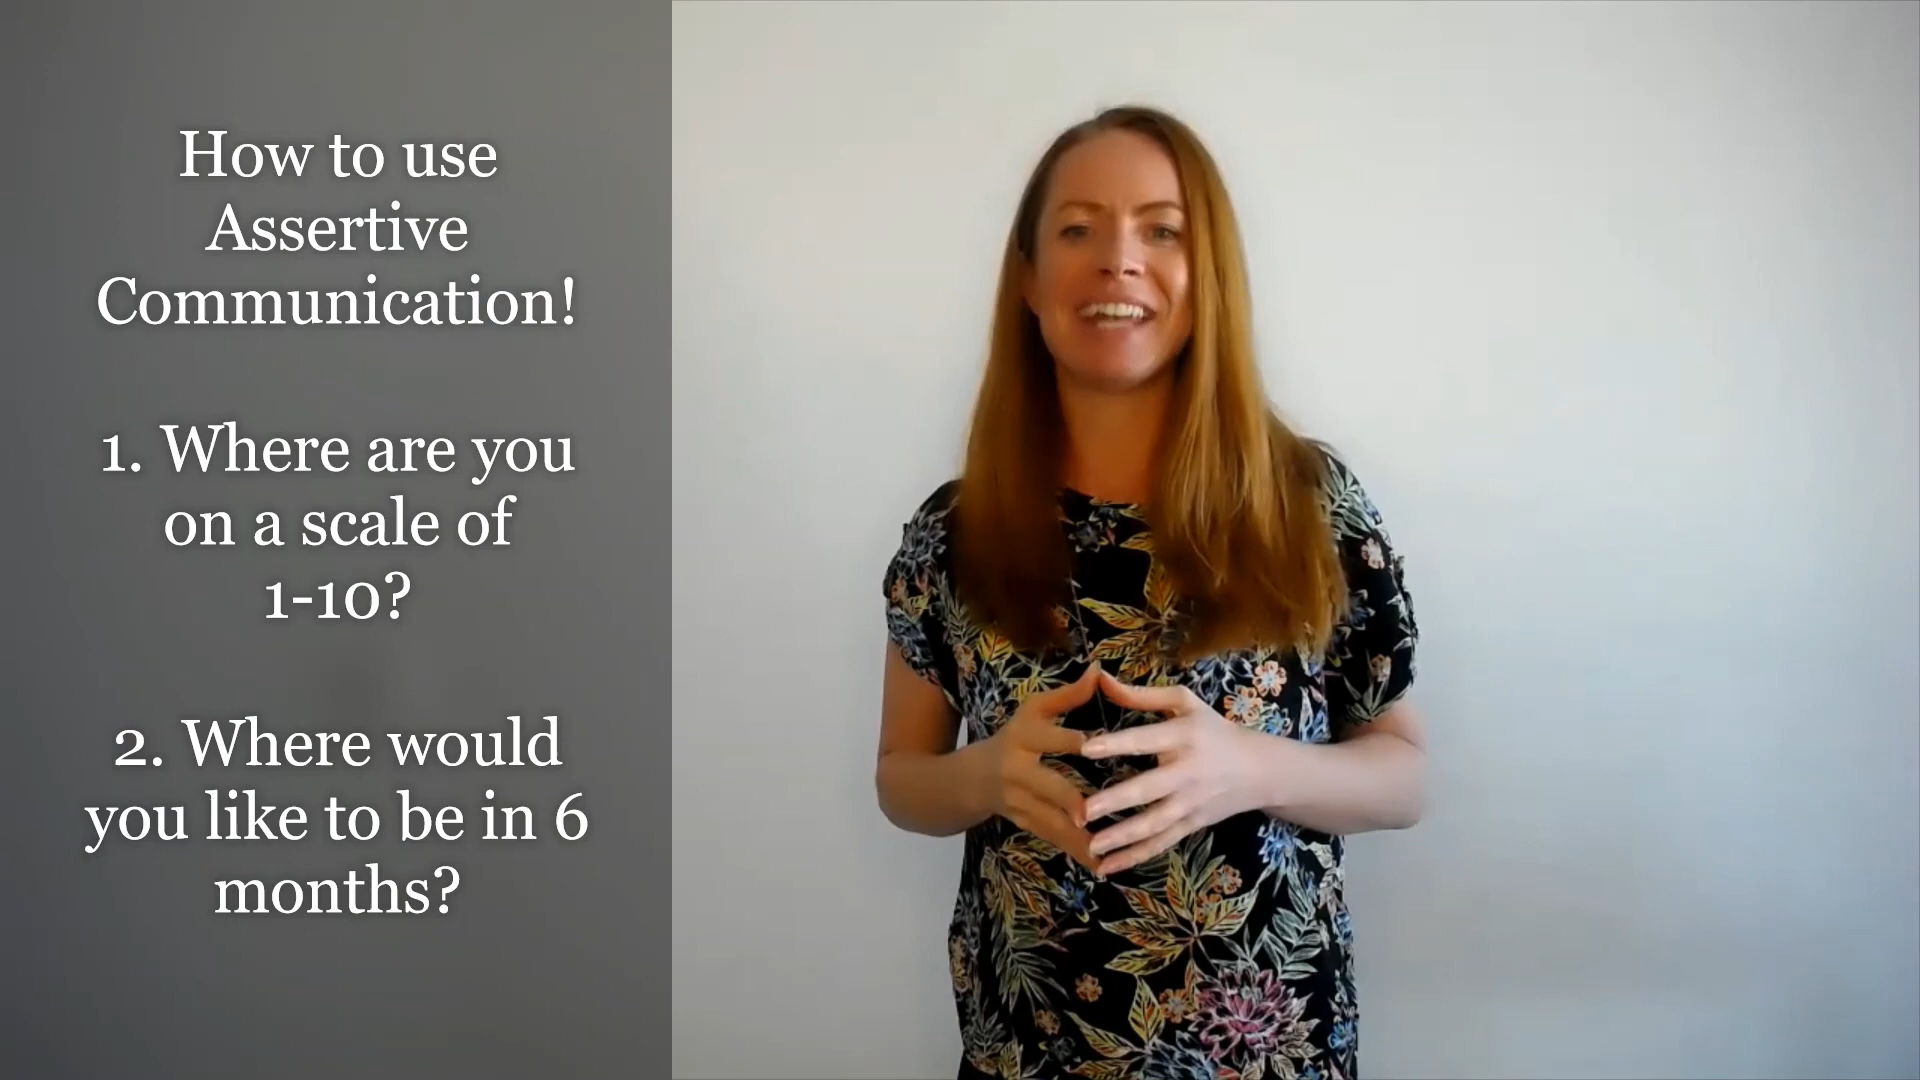 How to use
Assertive
Communication!
1. Where are you
on a scale of
1-10?
2. Where would
you like to be in 6
months?